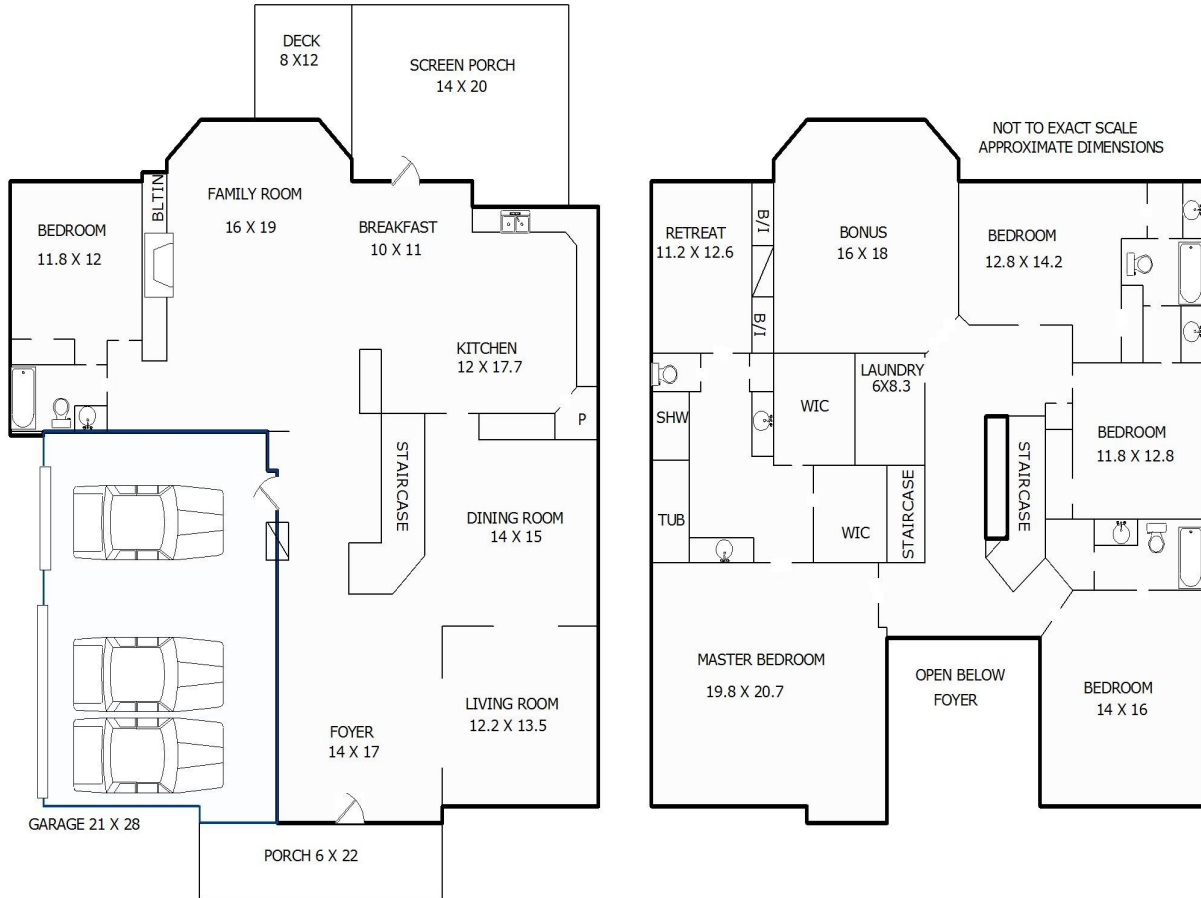 DECK
8 X12
SCREEN PORCH
14 X 20
BLTIN
FAMILY ROOM
16 X 19
BREAKFAST
10 X 11
BEDROOM
11.8 X 12
KITCHEN
12 X 17.7
P
STAIRCASE
DINING ROOM
14 X 15
LIVING ROOM
12.2 X 13.5
FOYER
14 X 17
GARAGE 21 X 28
PORCH 6 X 22
NOT TO EXACT SCALE
APPROXIMATE DIMENSIONS
RETREAT
11.2 X 12.6
B/I
B/I
BONUS
16 X 18
BEDROOM
12.8 X 14.2
LAUNDRY
6X8.3
WIC
SHW
BEDROOM
11.8 X 12.8
STAIRCASE
STAIRCASE
TUB
WIC
MASTER BEDROOM
19.8 X 20.7
OPEN BELOW
FOYER
BEDROOM
14 X 16